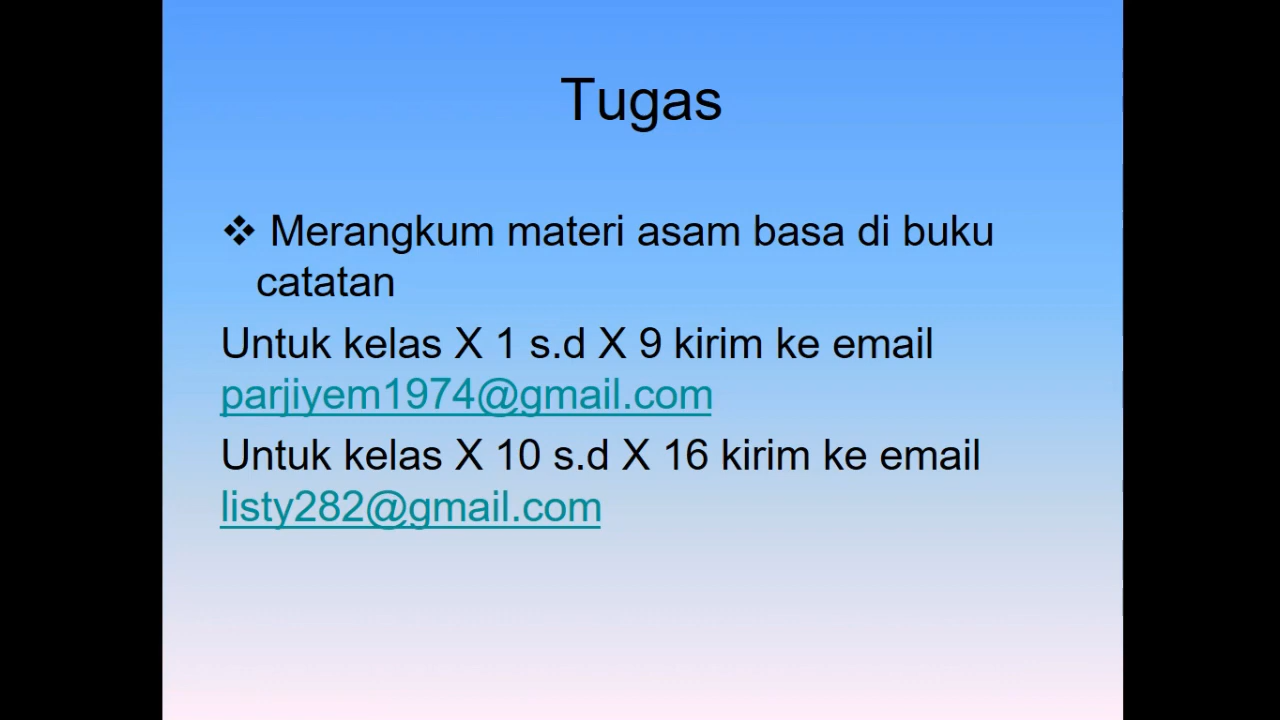 Tugas
❖ Merangkum materi asam basa di buku
catatan
Untuk kelas X 1 s.d X 9 kirim ke email
parjiyem1974@gmail.com
Untuk kelas X 10 s.d X 16 kirim ke email
listy282@gmail.com